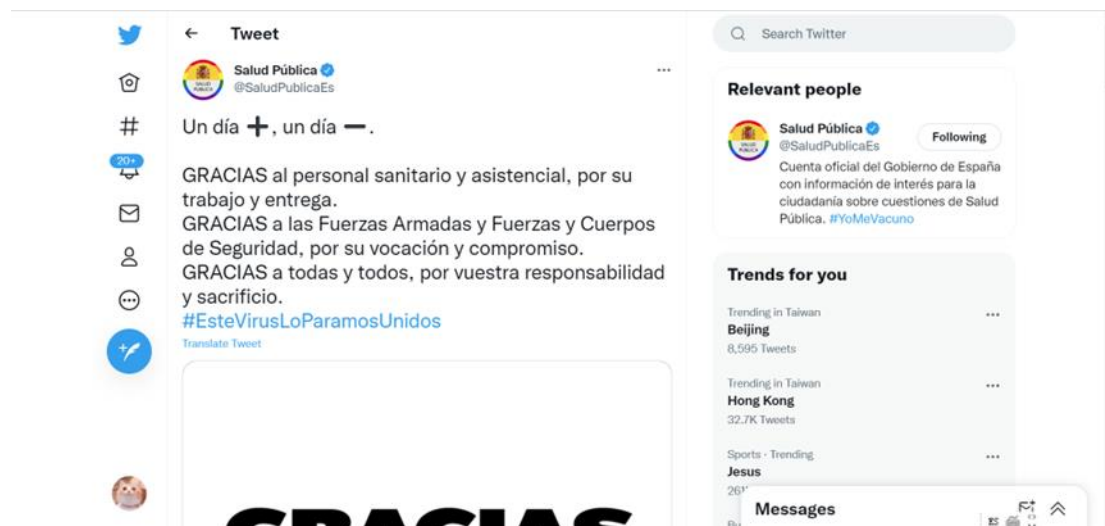 Tweet
Salud Pública
@SaludPublicaEs
Un día ➕, un día ➖.
GRACIAS al personal sanitario y asistencial, por su
trabajo y entrega.
GRACIAS a las Fuerzas Armadas y Fuerzas y Cuerpos
de Seguridad, por su vocación y compromiso.
GRACIAS a todas y todos, por vuestra responsabilidad
y sacrificio.
#EsteVirusLoParamosUnidos
Translate Tweet
GRACIAS
20+
Search Twitter
Relevant people
Salud Pública
@SaludPublicaEs
Following
Cuenta oficial del Gobierno de España
con información de interés para la
ciudadanía sobre cuestiones de Salud
Pública. #YoMeVacuno
Trends for you
Trending in Taiwan
Beijing
8,595 Tweets
Trending in Taiwan
Hong Kong
32.7K Tweets
Sports · Trending
Jesus
Messages